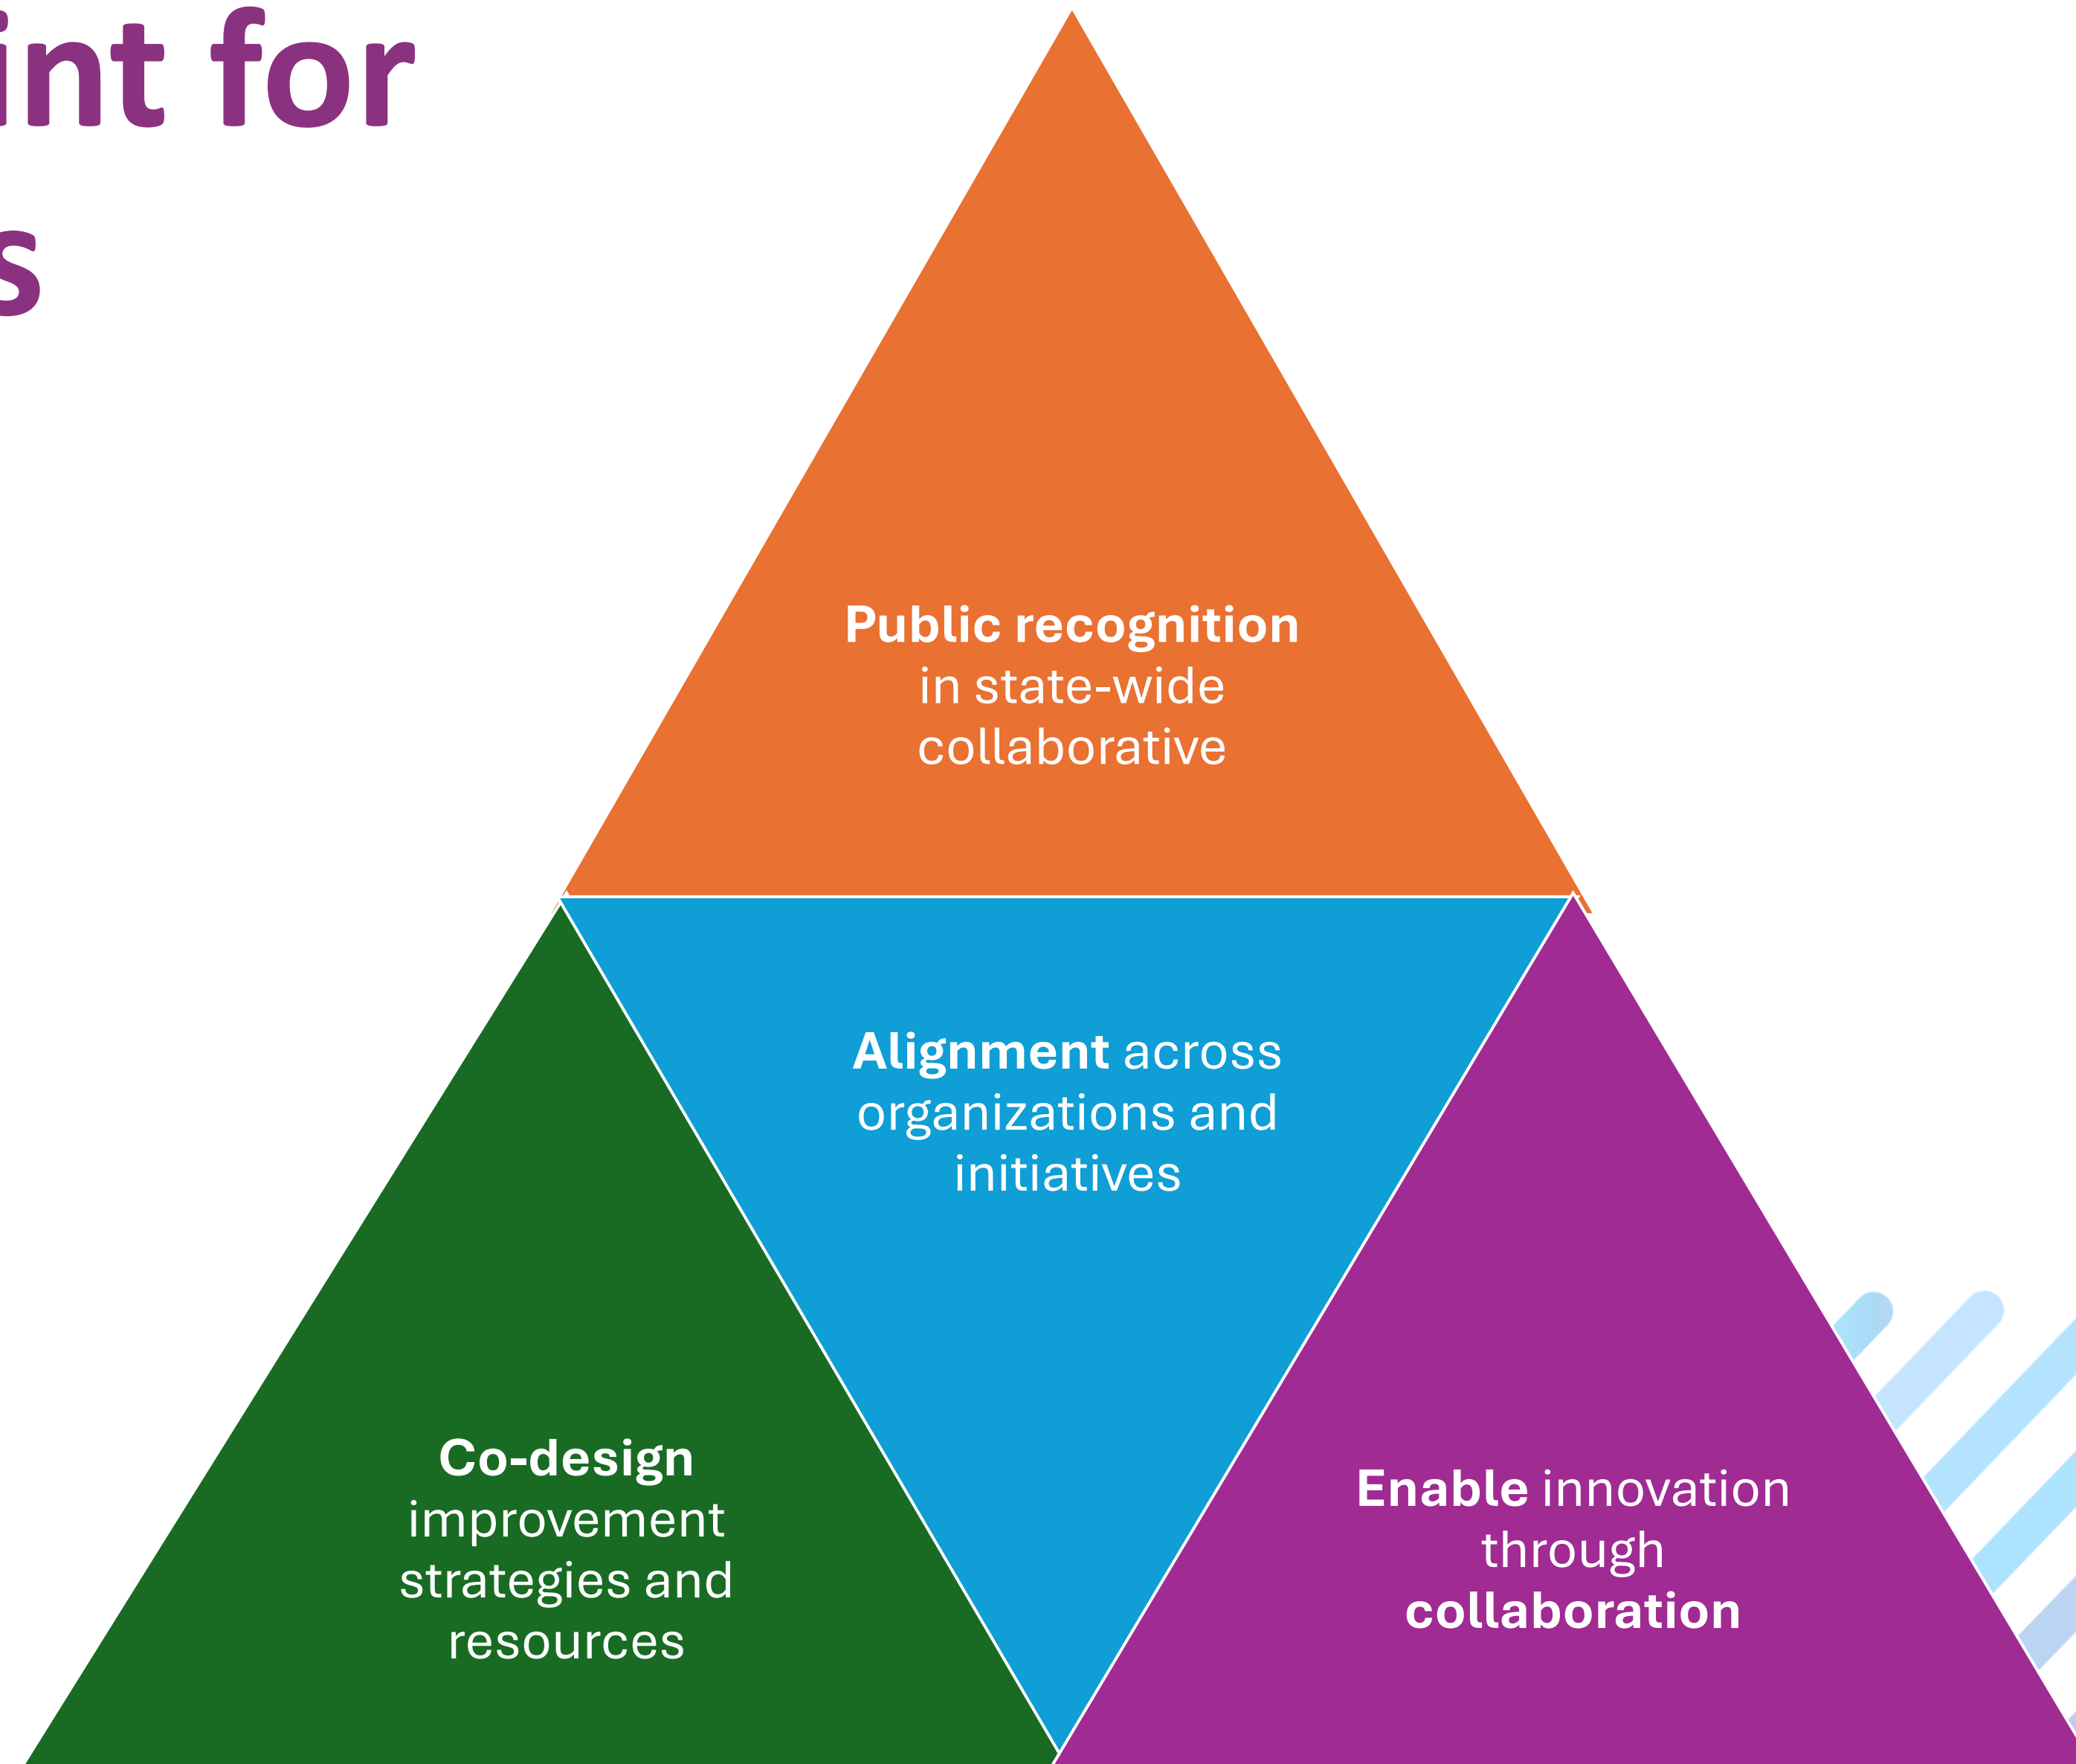 int for
s
Public recognition
in state-wide
collaborative
Alignment across
organizations and
initiatives
Co-design
improvement
strategies and
resources
Enable innovation
through
collaboration